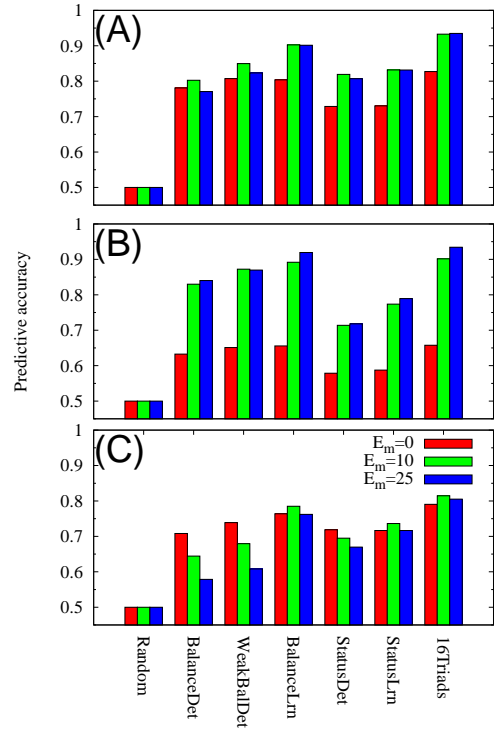 (A)
1
0.9
0.8
0.7
0.6
0.5
Predictive accuracy
(B)
1
0.9
0.8
0.7
0.6
0.5
(C)
1
0.9
0.8
0.7
0.6
0.5
E_m=0
E_m=10
E_m=25
Random
BalanceDet
WeakBalDet
BalanceLrn
StatusDet
StatusLrn
16Triads